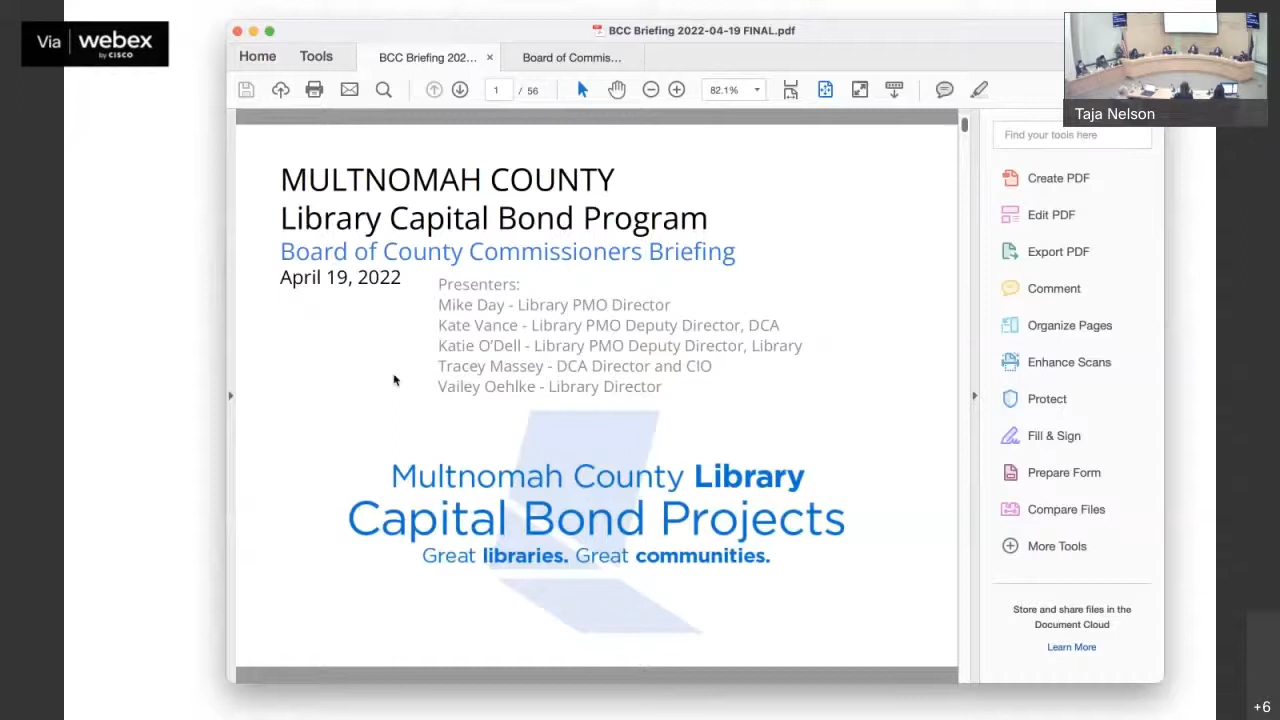 Via webex
by CISCO
BCC Briefing 2022-04-19 FINAL.pdf
Home Tools BCC Briefing 202... × Board of Commis...
1 / 56 82.1%
Taja Nelson
Find your tools here
MULTNOMAH COUNTY
Library Capital Bond Program
Board of County Commissioners Briefing
April 19, 2022
Presenters:
Mike Day - Library PMO Director
Kate Vance - Library PMO Deputy Director, DCA
Katie O'Dell - Library PMO Deputy Director, Library
Tracey Massey - DCA Director and CIO
Vailey Oehlke - Library Director
Multnomah County Library
Capital Bond Projects
Great libraries. Great communities.
Create PDF
Edit PDF
Export PDF
Comment
Organize Pages
Enhance Scans
Protect
Fill & Sign
Prepare Form
Compare Files
More Tools
Store and share files in the
Document Cloud
Learn More
+6